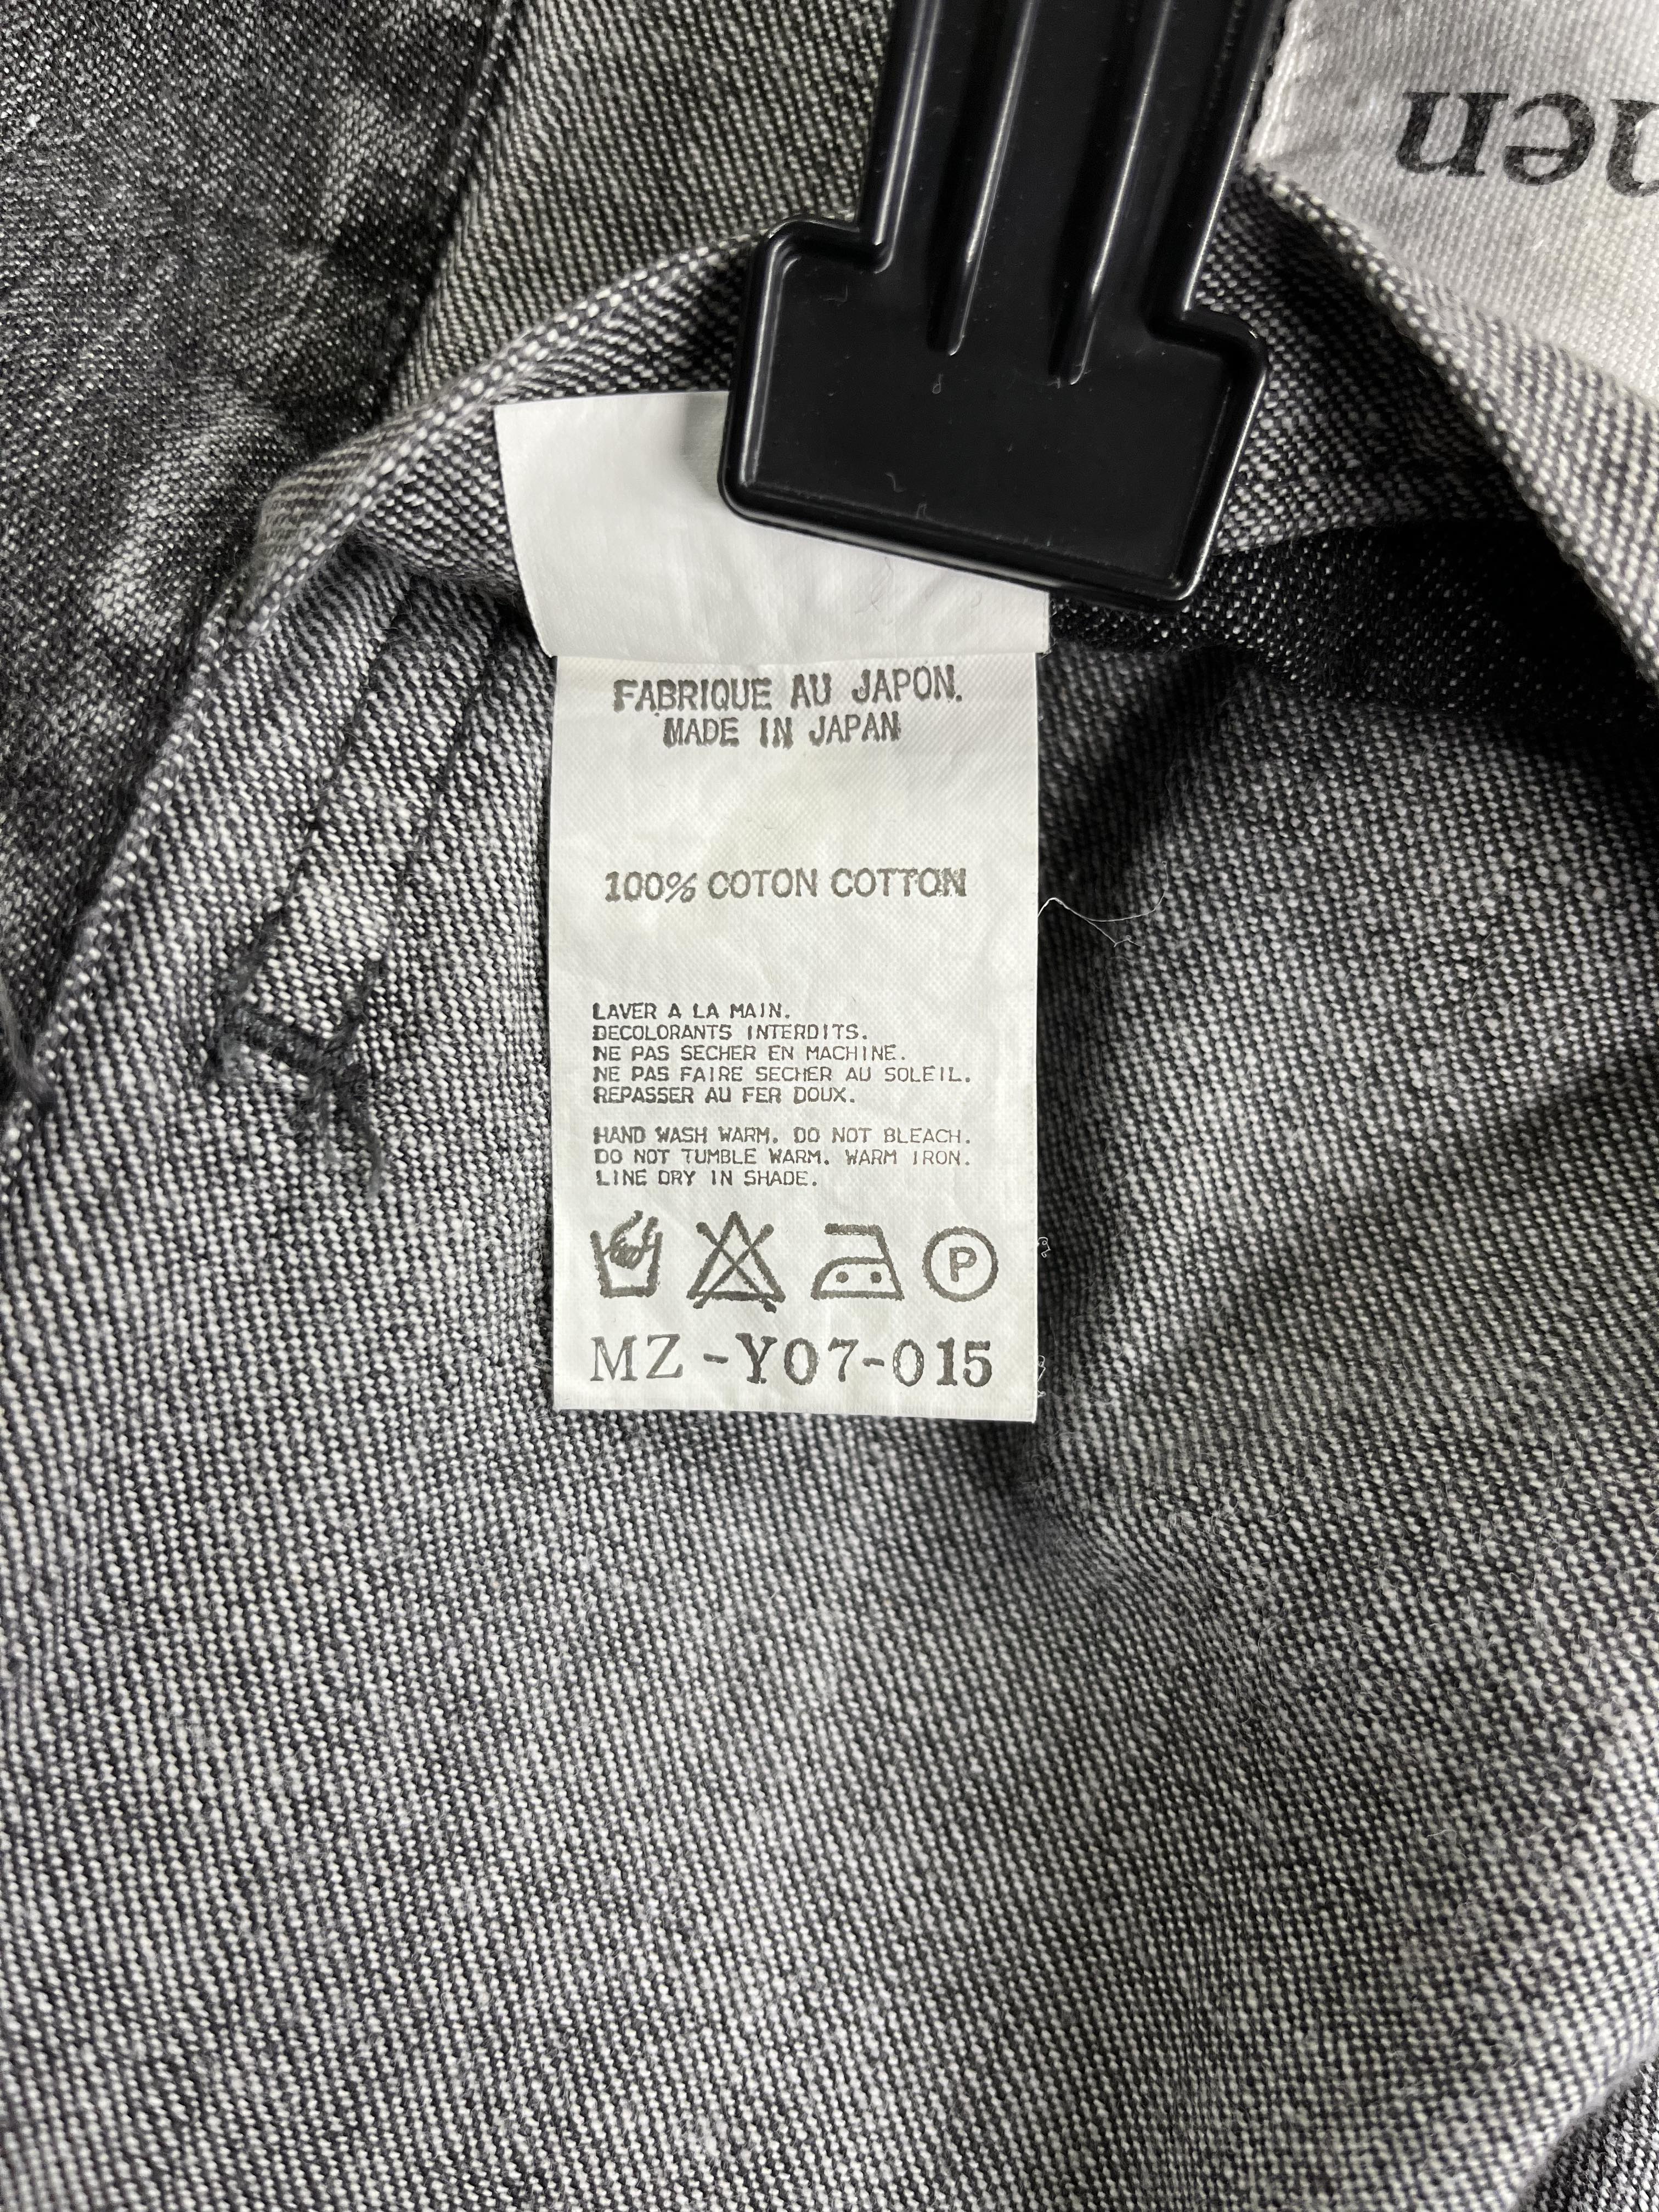 men
FABRIQUE AU JAPON.
MADE IN JAPAN
100% COTON COTTON
LAVER A LA MAIN.
DECOLORANTS INTERDITS.
NE PAS SECHER EN MACHINE.
NE PAS FAIRE SECHER AU SOLEIL.
REPASSER AU FER DOUX.
HAND WASH WARM. DO NOT BLEACH.
DO NOT TUMBLE WARM. WARM IRON.
LINE DRY IN SHADE.
P
MZ-Y07-015